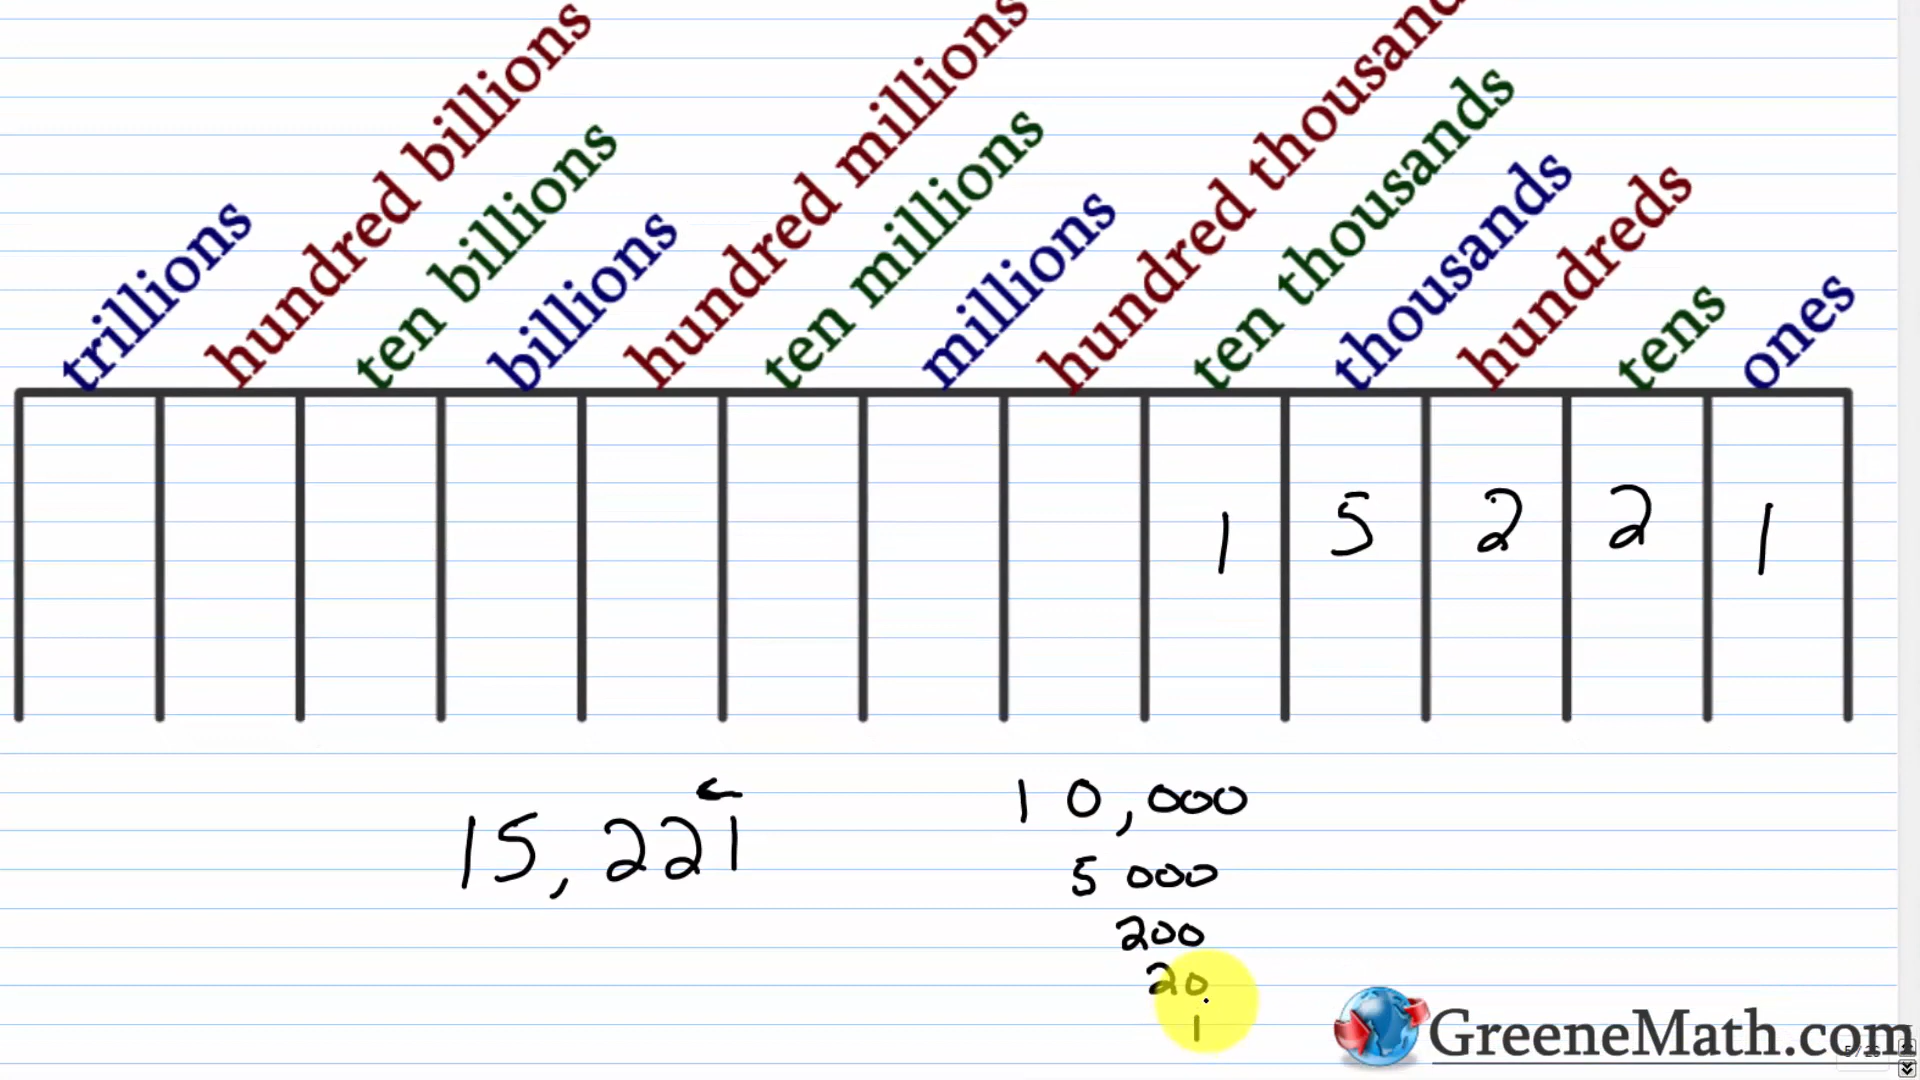 trillions
hundred billions
ten billions
billions
hundred millions
ten millions
millions
hundred thousand
ten thousands
thousands
hundreds
tens
ones
1 5 2 2 1
15,221
10,000
5 000
200
20
1
GreeneMath.com